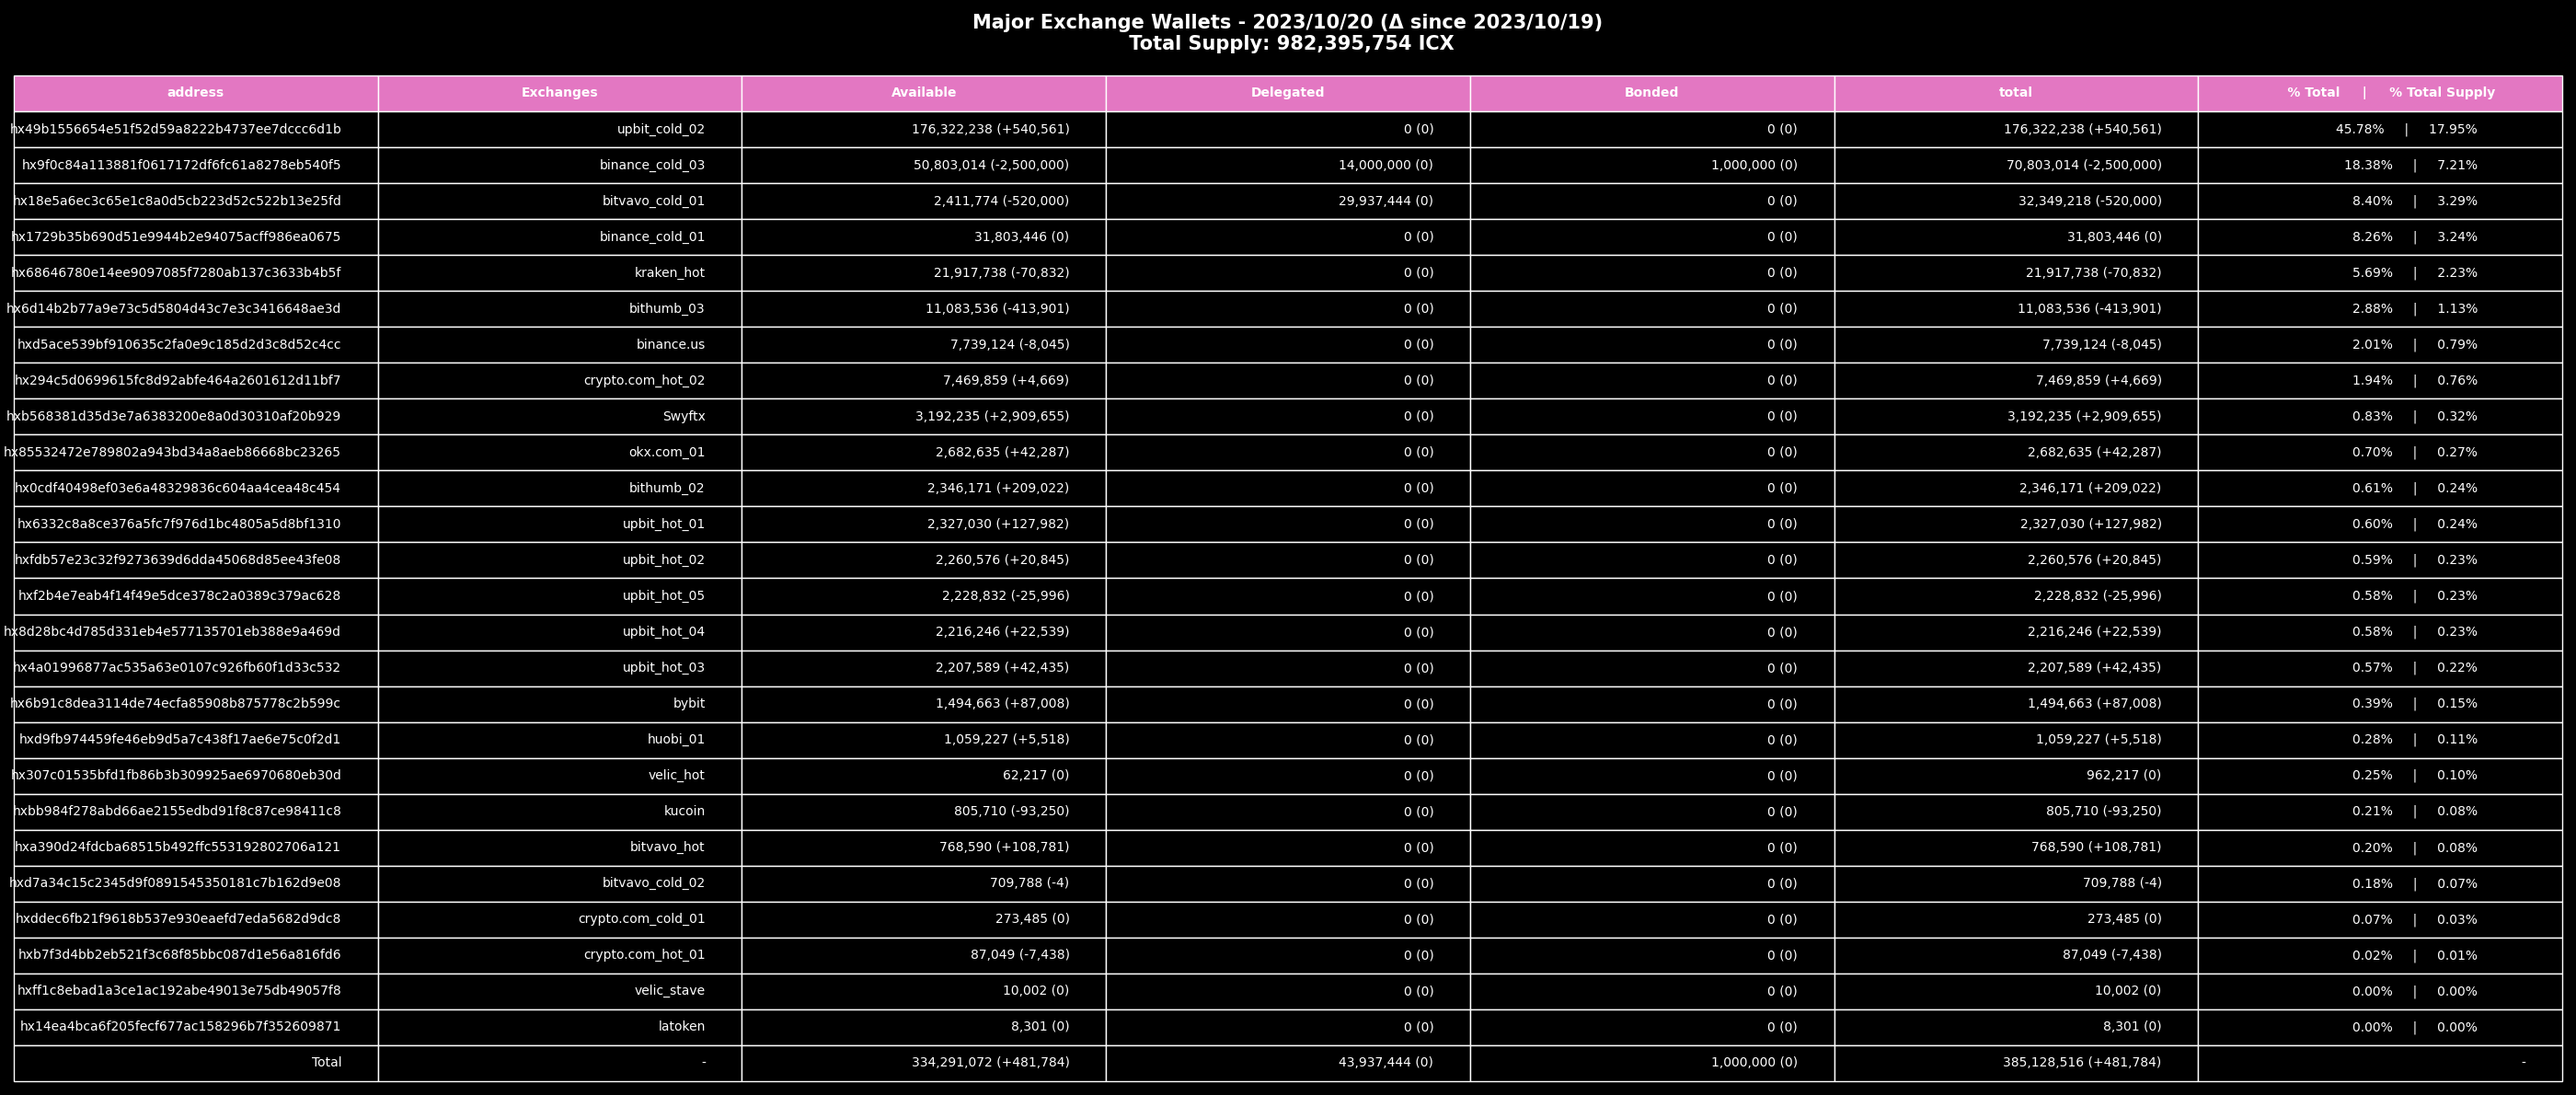 Major Exchange Wallets - 2023/10/20 (Δ since 2023/10/19)
Total Supply: 982,395,754 ICX
address Exchanges Available Delegated Bonded total % Total | % Total Supply
hx49b1556654e51f52d59a8222b4737ee7dccc6d1b upbit_cold_02 176,322,238 (+540,561) 0 (0) 0 (0) 176,322,238 (+540,561) 45.78% | 17.95%
hx9f0c84a113881f0617172df6fc61a8278eb540f5 binance_cold_03 50,803,014 (-2,500,000) 14,000,000 (0) 1,000,000 (0) 70,803,014 (-2,500,000) 18.38% | 7.21%
hx18e5a6ec3c65e1c8a0d5cb223d52c522b13e25fd bitvavo_cold_01 2,411,774 (-520,000) 29,937,444 (0) 0 (0) 32,349,218 (-520,000) 8.40% | 3.29%
hx1729b35b690d51e9944b2e94075acff986ea0675 binance_cold_01 31,803,446 (0) 0 (0) 0 (0) 31,803,446 (0) 8.26% | 3.24%
hx68646780e14ee9097085f7280ab137c3633b4b5f kraken_hot 21,917,738 (-70,832) 0 (0) 0 (0) 21,917,738 (-70,832) 5.69% | 2.23%
hx6d14b2b77a9e73c5d5804d43c7e3c3416648ae3d bithumb_03 11,083,536 (-413,901) 0 (0) 0 (0) 11,083,536 (-413,901) 2.88% | 1.13%
hxd5ace539bf910635c2fa0e9c185d2d3c8d52c4cc binance.us 7,739,124 (-8,045) 0 (0) 0 (0) 7,739,124 (-8,045) 2.01% | 0.79%
hx294c5d0699615fc8d92abfe464a2601612d11bf7 crypto.com_hot_02 7,469,859 (+4,669) 0 (0) 0 (0) 7,469,859 (+4,669) 1.94% | 0.76%
hxb568381d35d3e7a6383200e8a0d30310af20b929 Swyftx 3,192,235 (+2,909,655) 0 (0) 0 (0) 3,192,235 (+2,909,655) 0.83% | 0.32%
hx85532472e789802a943bd34a8aeb86668bc23265 okx.com_01 2,682,635 (+42,287) 0 (0) 0 (0) 2,682,635 (+42,287) 0.70% | 0.27%
hx0cdf40498ef03e6a48329836c604aa4cea48c454 bithumb_02 2,346,171 (+209,022) 0 (0) 0 (0) 2,346,171 (+209,022) 0.61% | 0.24%
hx6332c8a8ce376a5fc7f976d1bc4805a5d8bf1310 upbit_hot_01 2,327,030 (+127,982) 0 (0) 0 (0) 2,327,030 (+127,982) 0.60% | 0.24%
hxfdb57e23c32f9273639d6dda45068d85ee43fe08 upbit_hot_02 2,260,576 (+20,845) 0 (0) 0 (0) 2,260,576 (+20,845) 0.59% | 0.23%
hxf2b4e7eab4f14f49e5dce378c2a0389c379ac628 upbit_hot_05 2,228,832 (-25,996) 0 (0) 0 (0) 2,228,832 (-25,996) 0.58% | 0.23%
hx8d28bc4d785d331eb4e577135701eb388e9a469d upbit_hot_04 2,216,246 (+22,539) 0 (0) 0 (0) 2,216,246 (+22,539) 0.58% | 0.23%
hx4a01996877ac535a63e0107c926fb60f1d33c532 upbit_hot_03 2,207,589 (+42,435) 0 (0) 0 (0) 2,207,589 (+42,435) 0.57% | 0.22%
hx6b91c8dea3114de74ecfa85908b875778c2b599c bybit 1,494,663 (+87,008) 0 (0) 0 (0) 1,494,663 (+87,008) 0.39% | 0.15%
hxd9fb974459fe46eb9d5a7c438f17ae6e75c0f2d1 huobi_01 1,059,227 (+5,518) 0 (0) 0 (0) 1,059,227 (+5,518) 0.28% | 0.11%
hx307c01535bfd1fb86b3b309925ae6970680eb30d velic_hot 62,217 (0) 0 (0) 0 (0) 962,217 (0) 0.25% | 0.10%
hxbb984f278abd66ae2155edbd91f8c87ce98411c8 kucoin 805,710 (-93,250) 0 (0) 0 (0) 805,710 (-93,250) 0.21% | 0.08%
hxa390d24fdcba68515b492ffc553192802706a121 bitvavo_hot 768,590 (+108,781) 0 (0) 0 (0) 768,590 (+108,781) 0.20% | 0.08%
hxd7a34c15c2345d9f0891545350181c7b162d9e08 bitvavo_cold_02 709,788 (-4) 0 (0) 0 (0) 709,788 (-4) 0.18% | 0.07%
hxddec6fb21f9618b537e930eaefd7eda5682d9dc8 crypto.com_cold_01 273,485 (0) 0 (0) 0 (0) 273,485 (0) 0.07% | 0.03%
hxb7f3d4bb2eb521f3c68f85bbc087d1e56a816fd6 crypto.com_hot_01 87,049 (-7,438) 0 (0) 0 (0) 87,049 (-7,438) 0.02% | 0.01%
hxff1c8ebad1a3ce1ac192abe49013e75db49057f8 velic_stave 10,002 (0) 0 (0) 0 (0) 10,002 (0) 0.00% | 0.00%
hx14ea4bca6f205fecf677ac158296b7f352609871 latoken 8,301 (0) 0 (0) 0 (0) 8,301 (0) 0.00% | 0.00%
Total - 334,291,072 (+481,784) 43,937,444 (0) 1,000,000 (0) 385,128,516 (+481,784) -